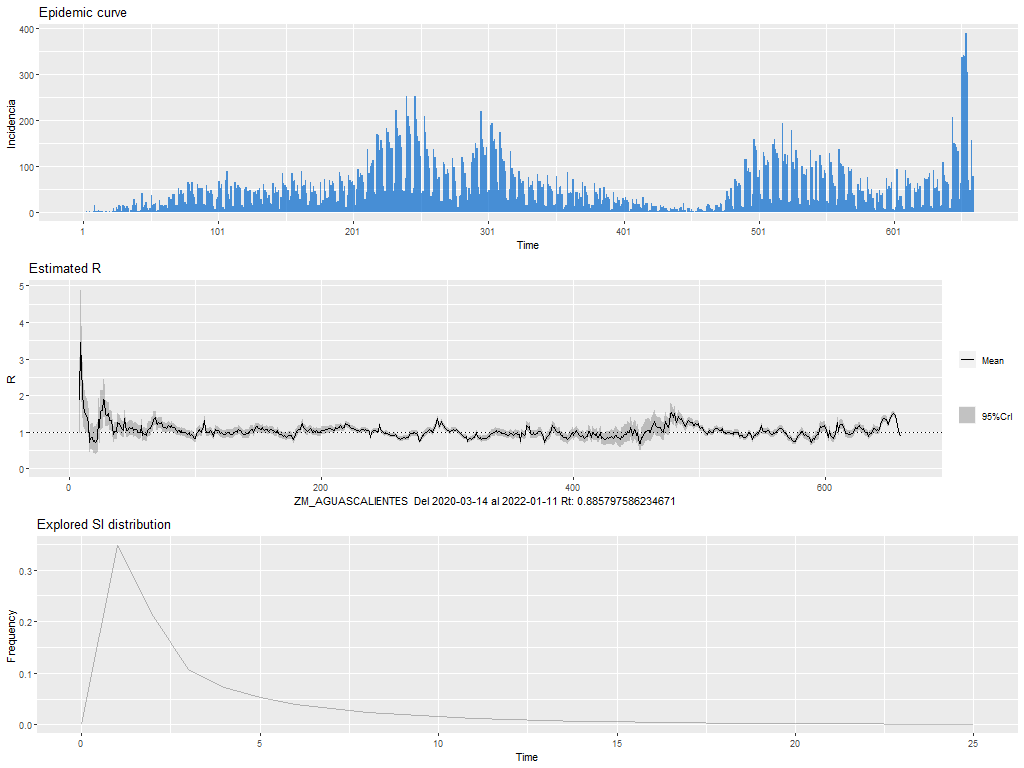 Epidemic curve
400
300
200
100
0
Incidencia
1
101
201
301
401
501
601
Time
Estimated R
5
4
3
2
1
0
R
Mean
95%CrI
0
200
400
600
ZM_AGUASCALIENTES Del 2020-03-14 al 2022-01-11 Rt: 0.885797586234671
Explored SI distribution
0.3
0.2
0.1
0.0
Frequency
0
5
10
15
20
25
Time